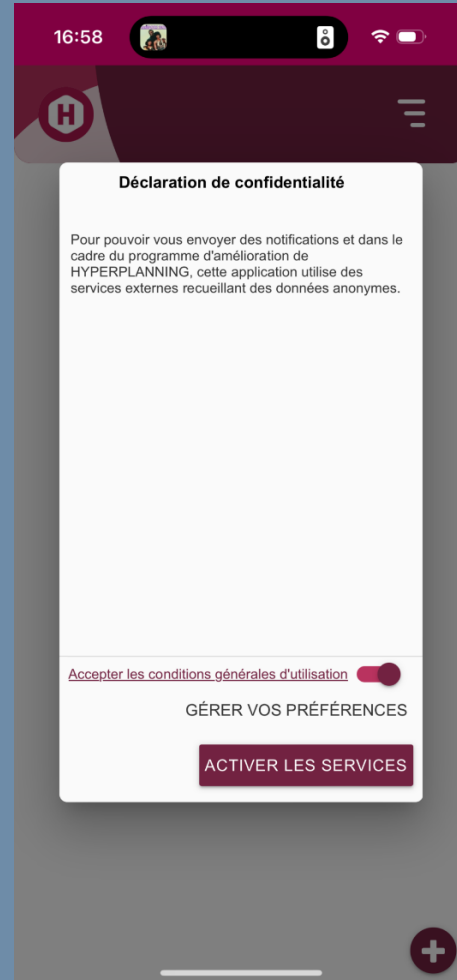 16:58
H
Déclaration de confidentialité
Pour pouvoir vous envoyer des notifications et dans le
cadre du programme d'amélioration de
HYPERPLANNING, cette application utilise des
services externes recueillant des données anonymes.
Accepter les conditions générales d'utilisation
GÉRER VOS PRÉFÉRENCES
ACTIVER LES SERVICES